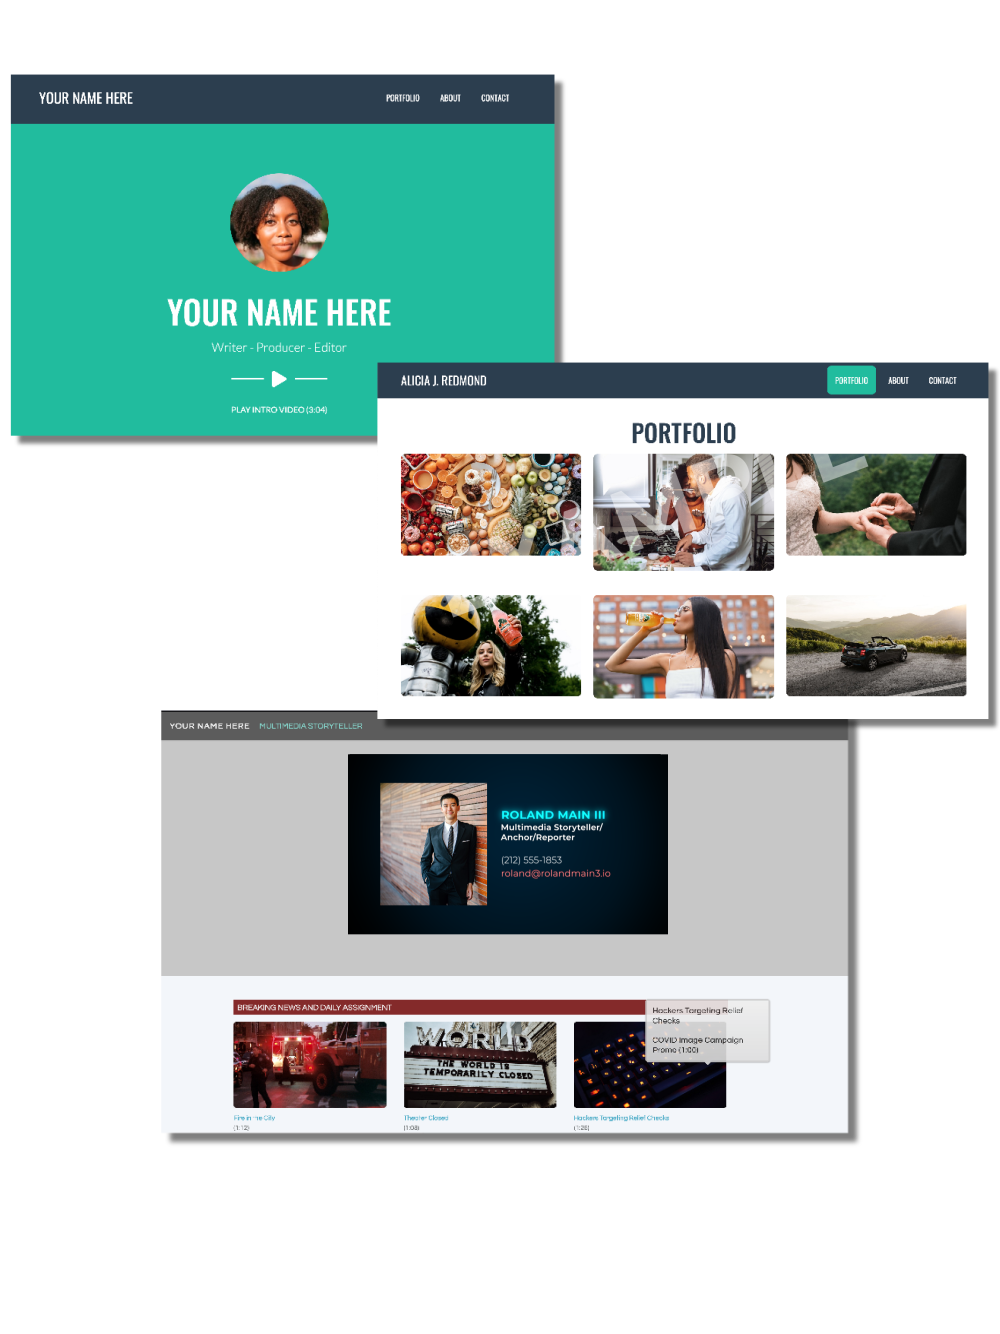 YOUR NAME HERE
PORTFOLIO ABOUT CONTACT
YOUR NAME HERE
Writer - Producer - Editor
PLAY INTRO VIDEO (3:04)
ALICIA J. REDMOND
PORTFOLIO ABOUT CONTACT
PORTFOLIO
YOUR NAME HERE MULTIMEDIA STORYTELLER
ROLAND MAIN III
Multimedia Storyteller/
Anchor/Reporter
(212) 555-1853
roland@rolandmain3.io
BREAKING NEWS AND DAILY ASSIGNMENT
Hackers Targeting Relief
Checks
COVID Image Campaign
Promo (1:00)
WORLD
THE WORLD IS
TEMPORARILY CLOSED
Fire in the City
(1:12)
Theater Closed
(1:08)
Hackers Targeting Relief Checks
(1:28)